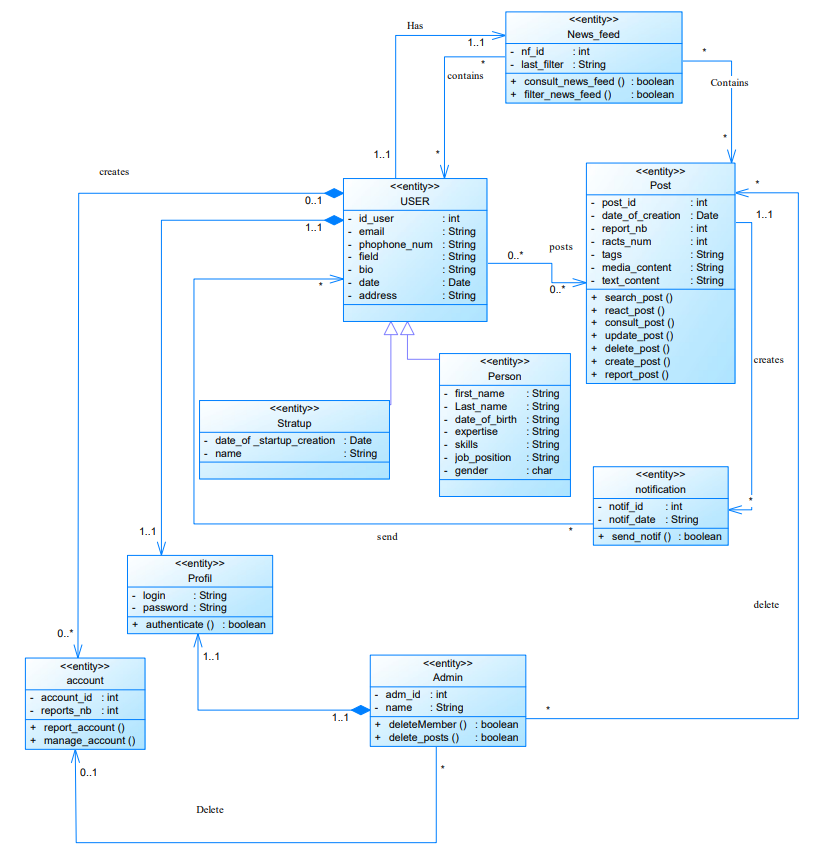 Has
1..1
1..1
<<entity>>
News_feed
- nf_id : int
- last_filter : String
+ consult_news_feed () : boolean
+ filter_news_feed () : boolean
*
contains
*
*
Contains
*
creates
0..1
1..1
<<entity>>
USER
- id_user : int
- email : String
- phophone_num : String
- field : String
- bio : String
- date : Date
- address : String
*
0..*
posts
0..*
<<entity>>
Post
- post_id : int
- date_of_creation : Date
- report_nb : int
- racts_num : int
- tags : String
- media_content : String
- text_content : String
+ search_post ()
+ react_post ()
+ consult_post ()
+ update_post ()
+ delete_post ()
+ create_post ()
+ report_post ()
*
1..1
creates
*
<<entity>>
Person
- first_name : String
- Last_name : String
- date_of_birth : String
- expertise : String
- skills : String
- job_position : String
- gender : char
<<entity>>
Stratup
- date_of _startup_creation : Date
- name : String
<<entity>>
notification
- notif_id : int
- notif_date : String
+ send_notif () : boolean
*
send
1..1
<<entity>>
Profil
- login : String
- password : String
+ authenticate () : boolean
1..1
1..1
delete
0..*
<<entity>>
account
- account_id : int
- reports_nb : int
+ report_account ()
+ manage_account ()
0..1
<<entity>>
Admin
- adm_id : int
- name : String
+ deleteMember () : boolean
+ delete_posts () : boolean
*
*
Delete